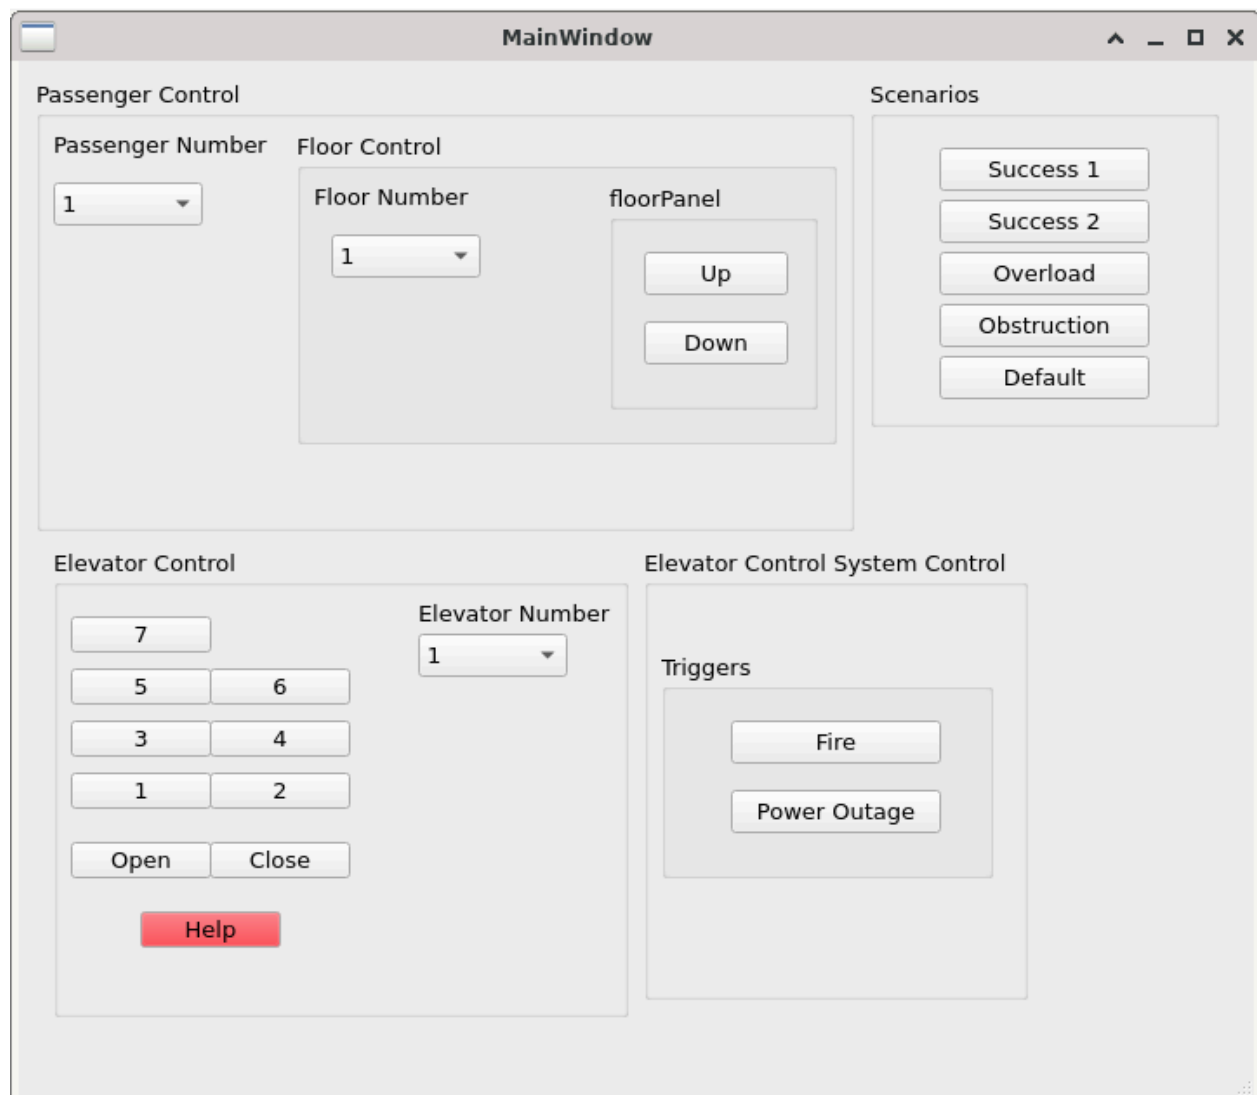 MainWindow
Passenger Control
Scenarios
Passenger Number
Floor Control
Floor Number
floorPanel
1
1
Up
Down
Success 1
Success 2
Overload
Obstruction
Default
Elevator Control
Elevator Control System Control
7
5 6
3 4
1 2
Open Close
Help
Elevator Number
1
Triggers
Fire
Power Outage